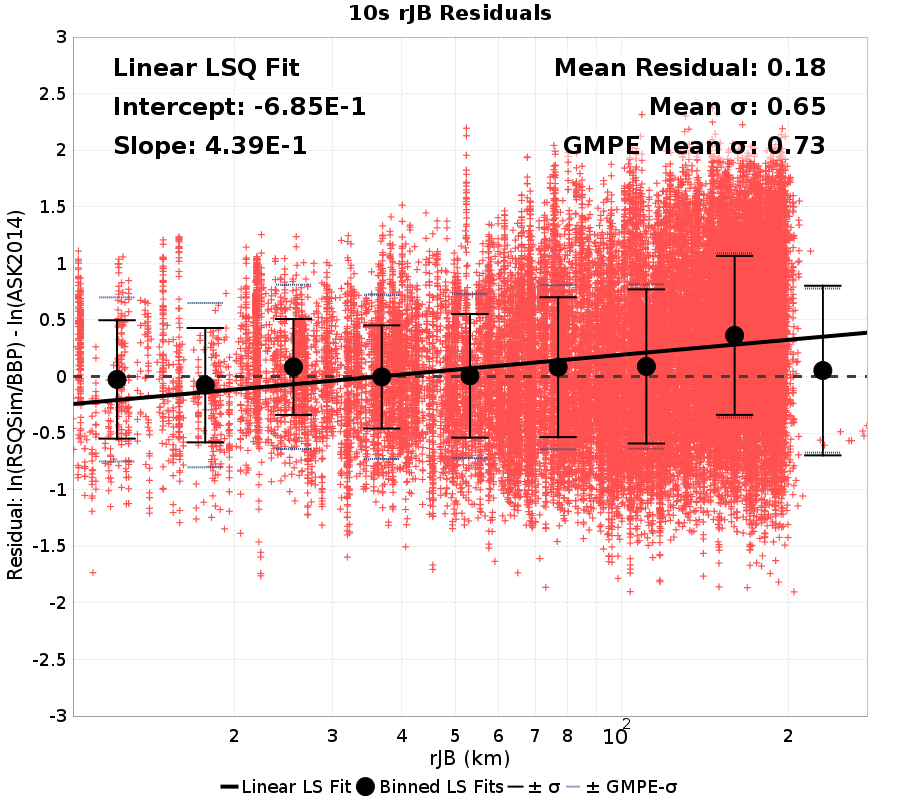 10s rJB Residuals
Linear LSQ Fit
Intercept: -6.85E-1
Slope: 4.39E-1
Mean Residual: 0.18
Mean σ: 0.65
GMPE Mean σ: 0.73
Residual: ln(RSQSim/BBP) - ln(ASK2014)
3
2.5
2
1.5
1
0.5
0
-0.5
-1
-1.5
-2
-2.5
-3
2 3 4 5 6 7 8 10² 2
rJB (km)
Linear LS Fit Binned LS Fits ± σ ± GMPE-σ